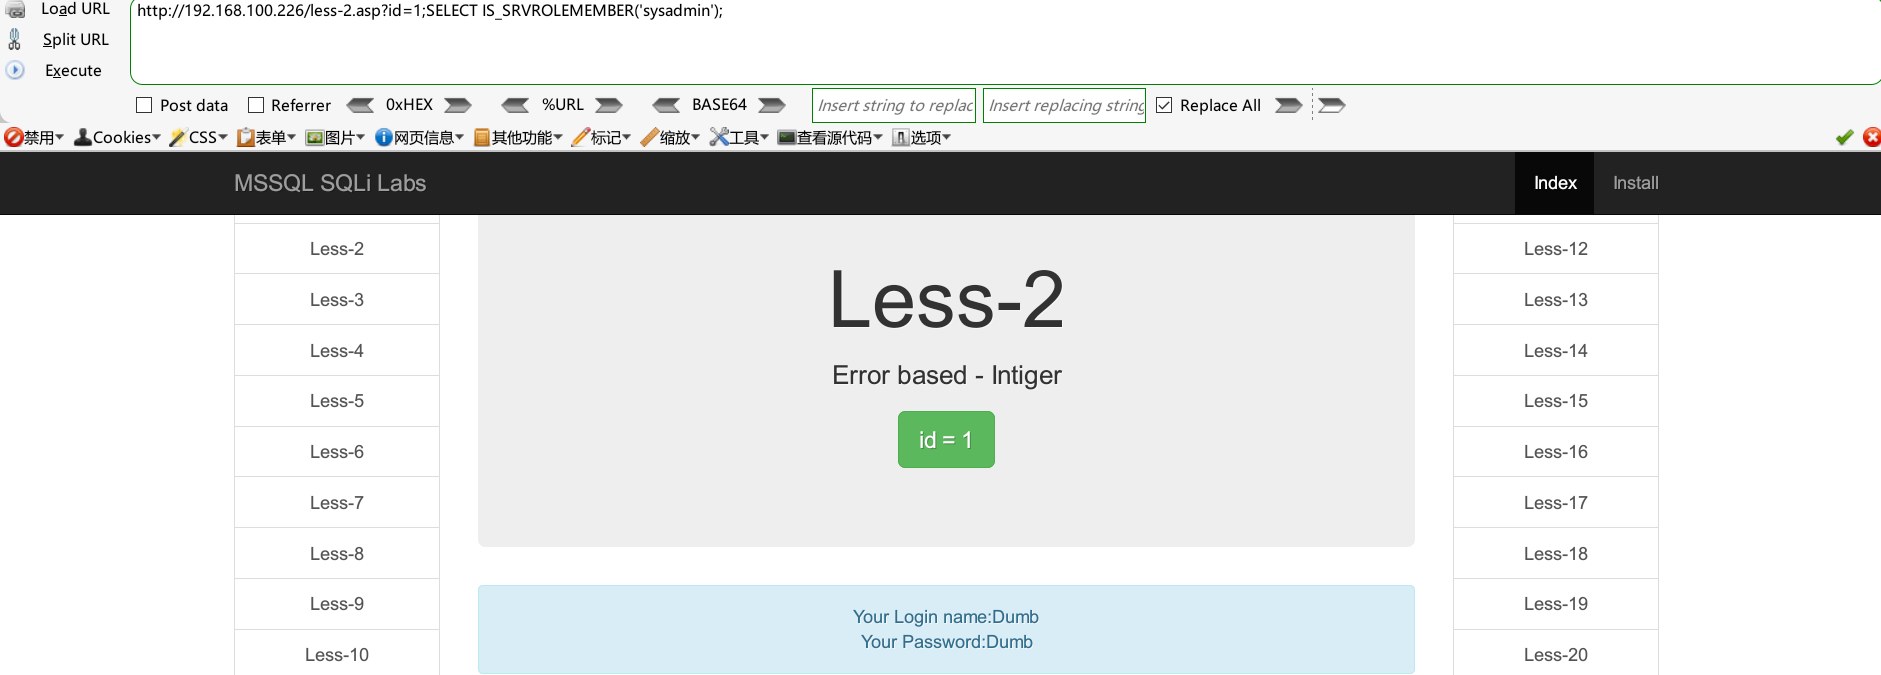 Load URL
http://192.168.100.226/less-2.asp?id=1;SELECT IS_SRVROLEMEMBER('sysadmin');
Split URL
Execute
Post data Referrer 0xHEX %URL BASE64 Insert string to replac Insert replacing string Replace All
禁用 Cookies CSS 表单 图片 网页信息 其他功能 标记 缩放 工具 查看源代码 选项
MSSQL SQLi Labs Index Install
Less-2
Less-3
Less-4
Less-5
Less-6
Less-7
Less-8
Less-9
Less-10
Less-2
Error based - Intiger
id = 1
Your Login name:Dumb
Your Password:Dumb
Less-12
Less-13
Less-14
Less-15
Less-16
Less-17
Less-18
Less-19
Less-20